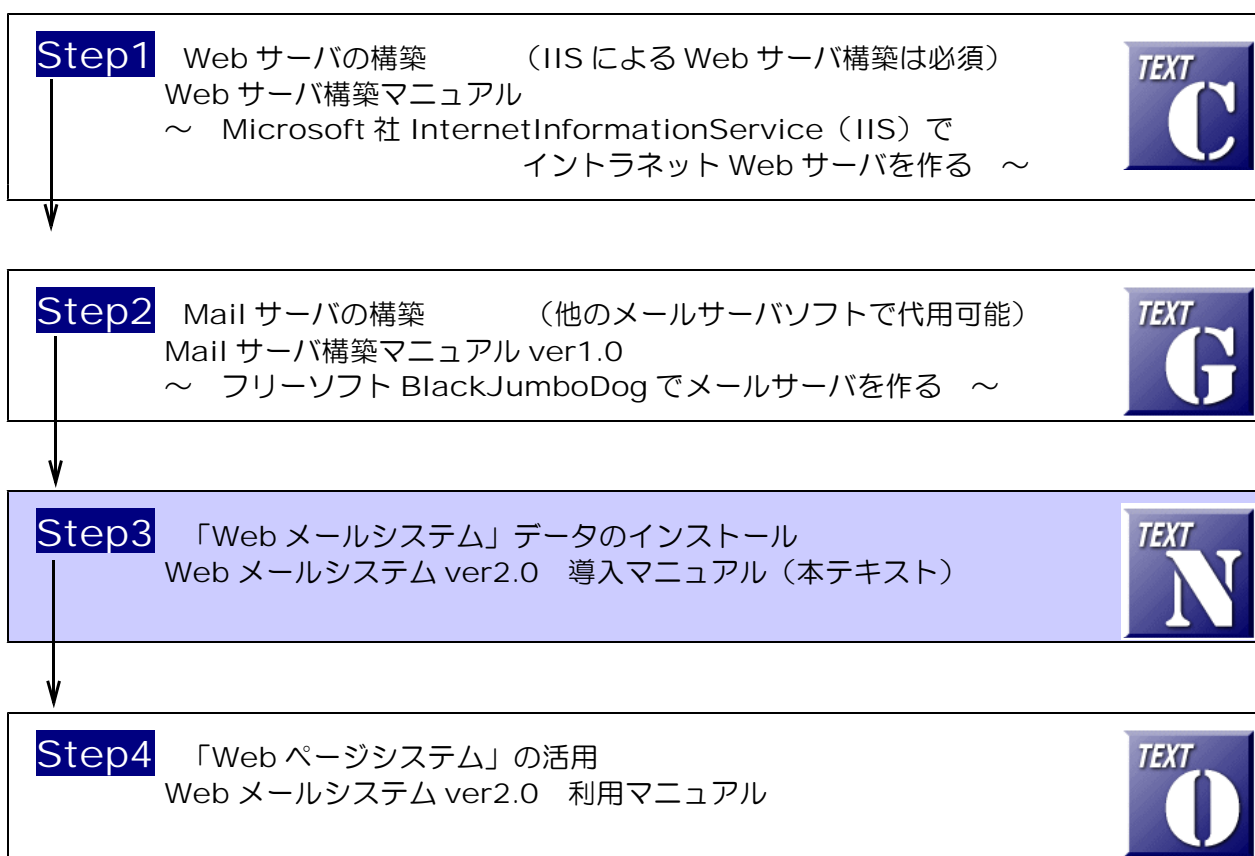 Step1 Web サーバの構築 （IIS による Web サーバ構築は必須）
Web サーバ構築マニュアル
～ Microsoft 社 InternetInformationService（IIS）で
イントラネット Web サーバを作る ～
TEXT
C
Step2 Mail サーバの構築 （他のメールサーバソフトで代用可能）
Mail サーバ構築マニュアル ver1.0
～ フリーソフト BlackJumboDog でメールサーバを作る ～
TEXT
G
Step3 「Web メールシステム」データのインストール
Web メールシステム ver2.0 導入マニュアル（本テキスト）
TEXT
N
Step4 「Web ページシステム」の活用
Web メールシステム ver2.0 利用マニュアル
TEXT
O